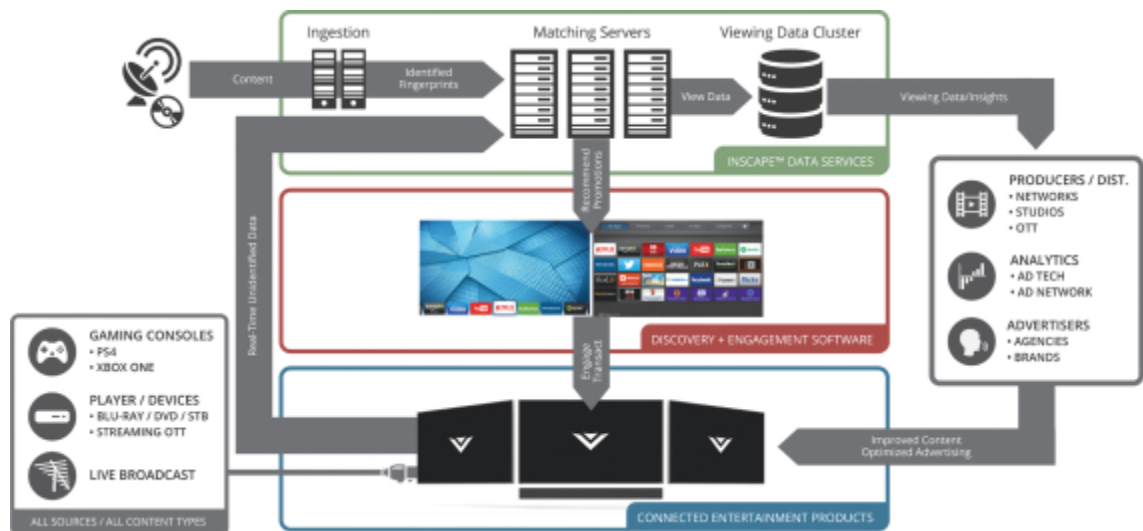 Ingestion
Matching Servers
Viewing Data Cluster
Content
Identified
Fingerprints
View Data
Viewing Data/Insights
INSCAPE™ DATA SERVICES
Recommend
Promotions
PRODUCERS / DIST.
• NETWORKS
• STUDIOS
• OTT
ANALYTICS
• AD TECH
• AD NETWORK
ADVERTISERS
• AGENCIES
• BRANDS
NETFLIX
DISCOVERY + ENGAGEMENT SOFTWARE
Real-Time Unidentified Data
Engage
Transact
GAMING CONSOLES
• PS4
• XBOX ONE
PLAYER / DEVICES
• BLU-RAY / DVD / STB
• STREAMING OTT
LIVE BROADCAST
ALL SOURCES / ALL CONTENT TYPES
Improved Content
Optimized Advertising
CONNECTED ENTERTAINMENT PRODUCTS